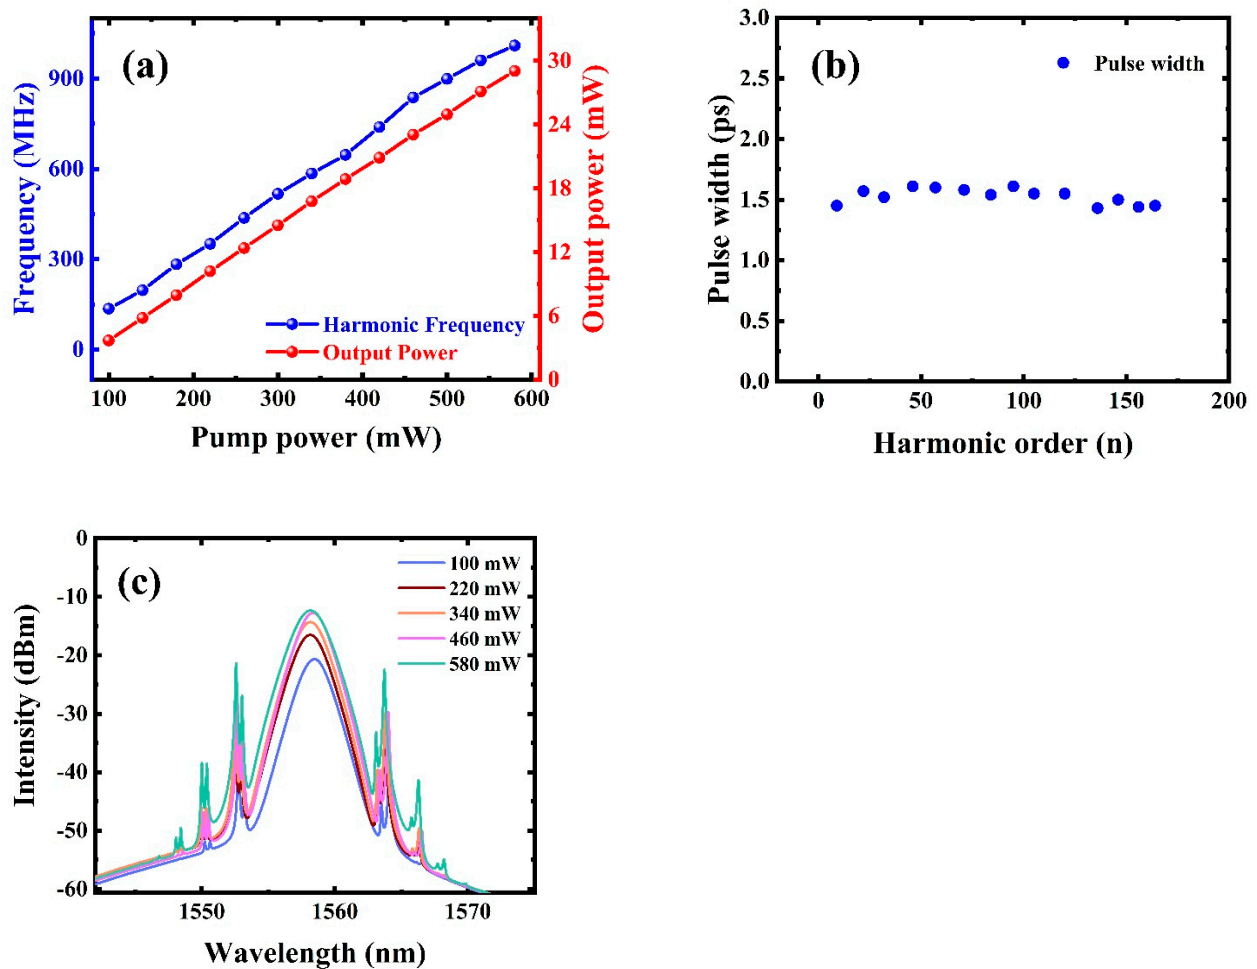 (a)
Frequency (MHz)
900
600
300
0
Output power (mW)
30
24
18
12
6
0
Harmonic Frequency
Output Power
100 200 300 400 500 600
Pump power (mW)
(b)
Pulse width
Pulse width (ps)
3.0
2.5
2.0
1.5
1.0
0.5
0.0
0 50 100 150 200
Harmonic order (n)
(c)
Intensity (dBm)
0
-10
-20
-30
-40
-50
-60
100 mW
220 mW
340 mW
460 mW
580 mW
1550 1560 1570
Wavelength (nm)